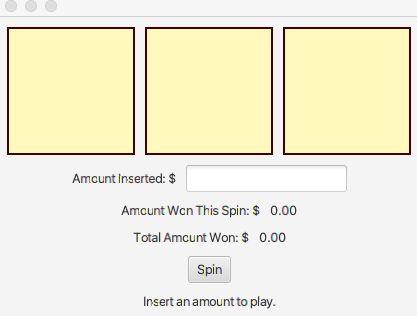 Amount Inserted: $
Amount Won This Spin: $ 0.00
Total Amount Won: $ 0.00
Spin
Insert an amount to play.